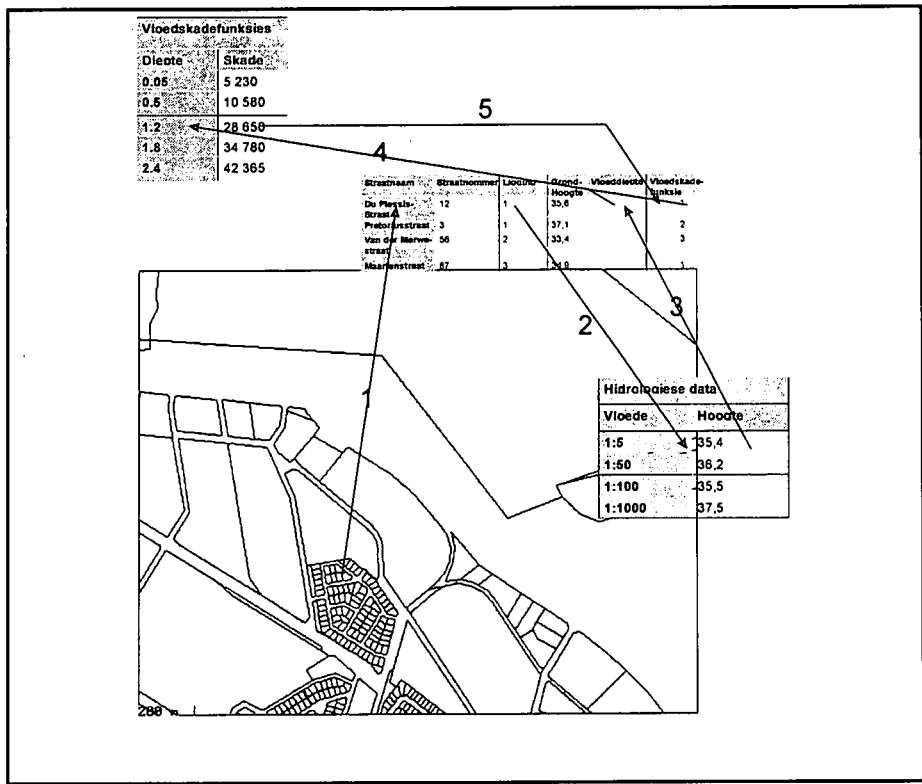 Vloedskadefunksies
Diepte Skade
0.05 5 230
0.5 10 580
1.2 28 650
1.8 34 780
2.4 42 365
5
4
Straatnaam Straatnommer Grond- Vloeddiepte Vloedskade-
Hoogte funksie
Du Plessis- 12 1 35,6 1
Straat
Pretoriusstraat 3 1 37,1 2
Van der Merwe- 56 2 33,4 3
straat
Maarienstraat 87 3 34,9 1
3
2
1
Hidrologiese data
Vloede Hoogte
1:5 35,4
1:50 36,2
1:100 35,5
1:1000 37,5
200 m